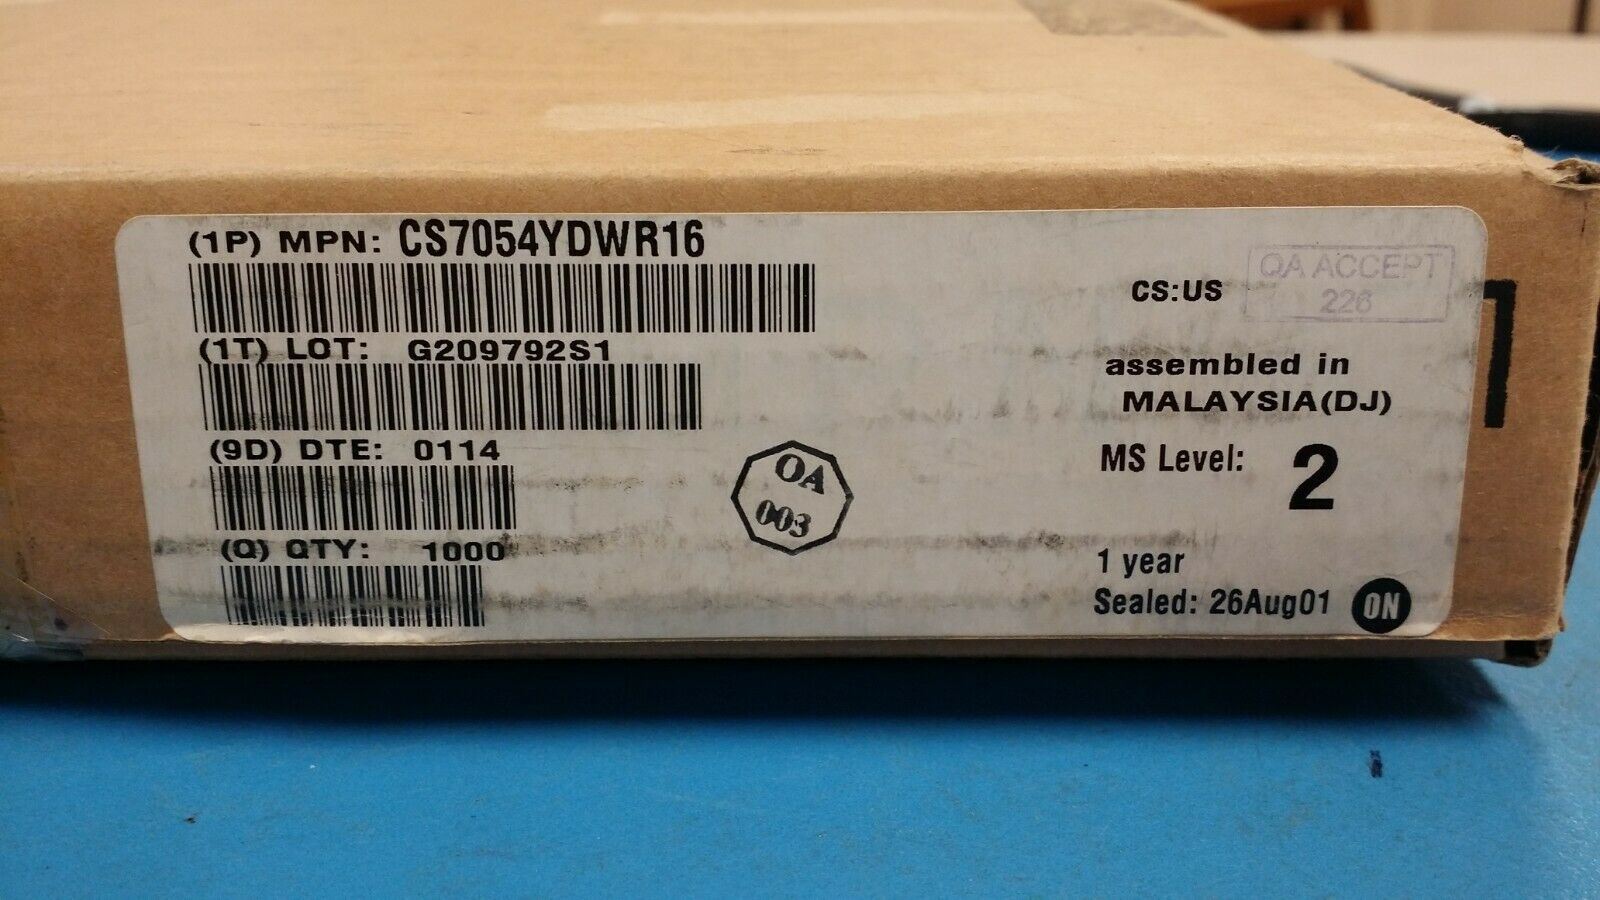 (1P) MPN: CS7054YDWR16
(1T) LOT: G209792S1
(9D) DTE: 0114
(Q) QTY: 1000
QA
003
CS:US
QA ACCEPT
226
assembled in
MALAYSIA(DJ)
MS Level: 2
1 year
Sealed: 26Aug01
ON